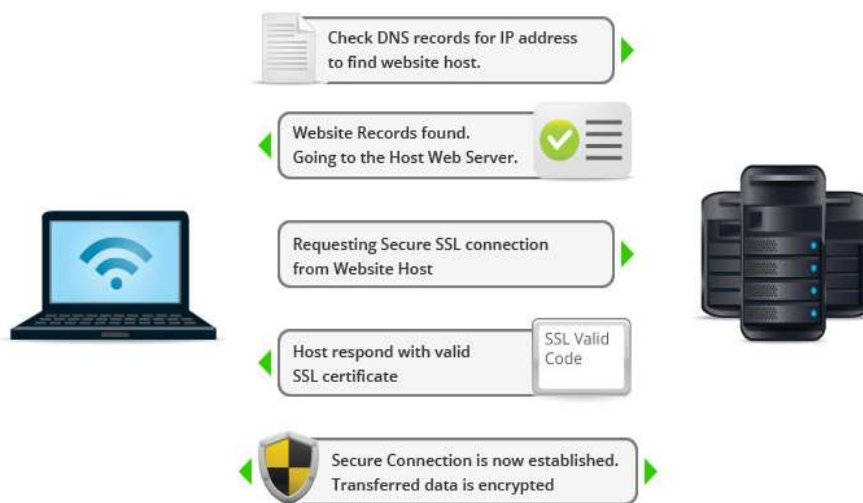 Check DNS records for IP address
to find website host.
Website Records found.
Going to the Host Web Server.
Requesting Secure SSL connection
from Website Host
Host respond with valid
SSL certificate
SSL Valid
Code
Secure Connection is now established.
Transferred data is encrypted